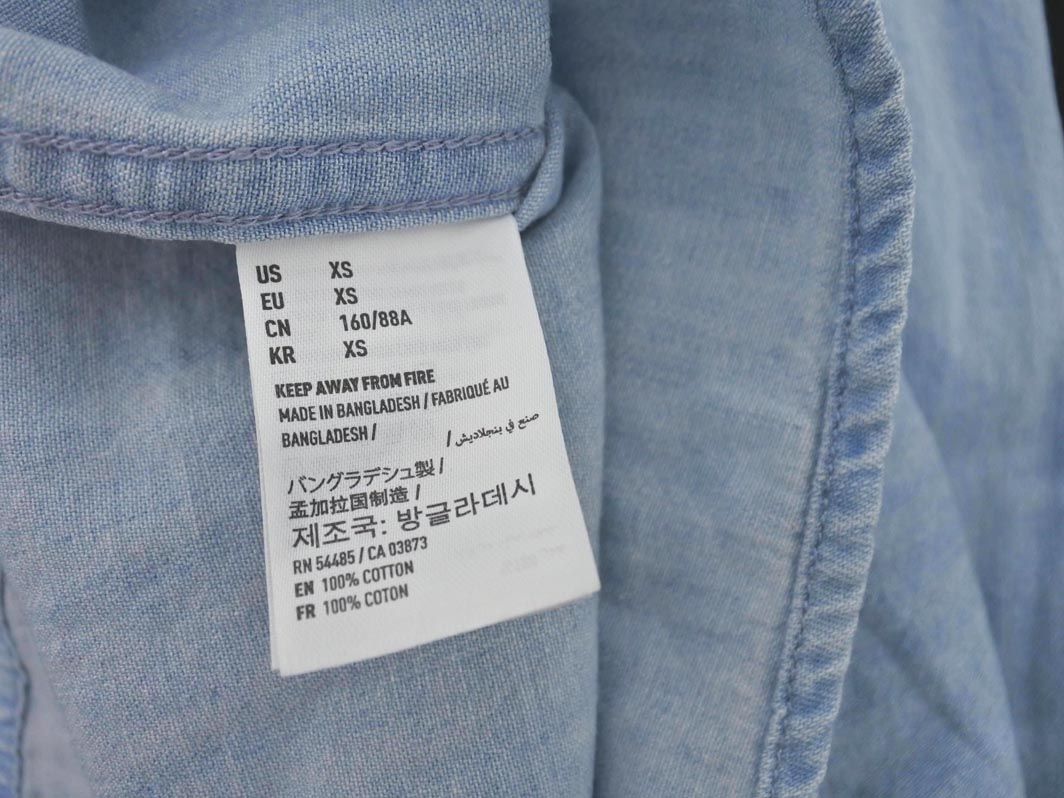 US XS
EU XS
CN 160/88A
KR XS
KEEP AWAY FROM FIRE
MADE IN BANGLADESH / FABRIQUÉ AU
BANGLADESH / / صنع في بنجلاديش
バングラデシュ製 /
孟加拉国制造 /
제조국: 방글라데시
RN 54485 / CA 03873
EN 100% COTTON
FR 100% COTON